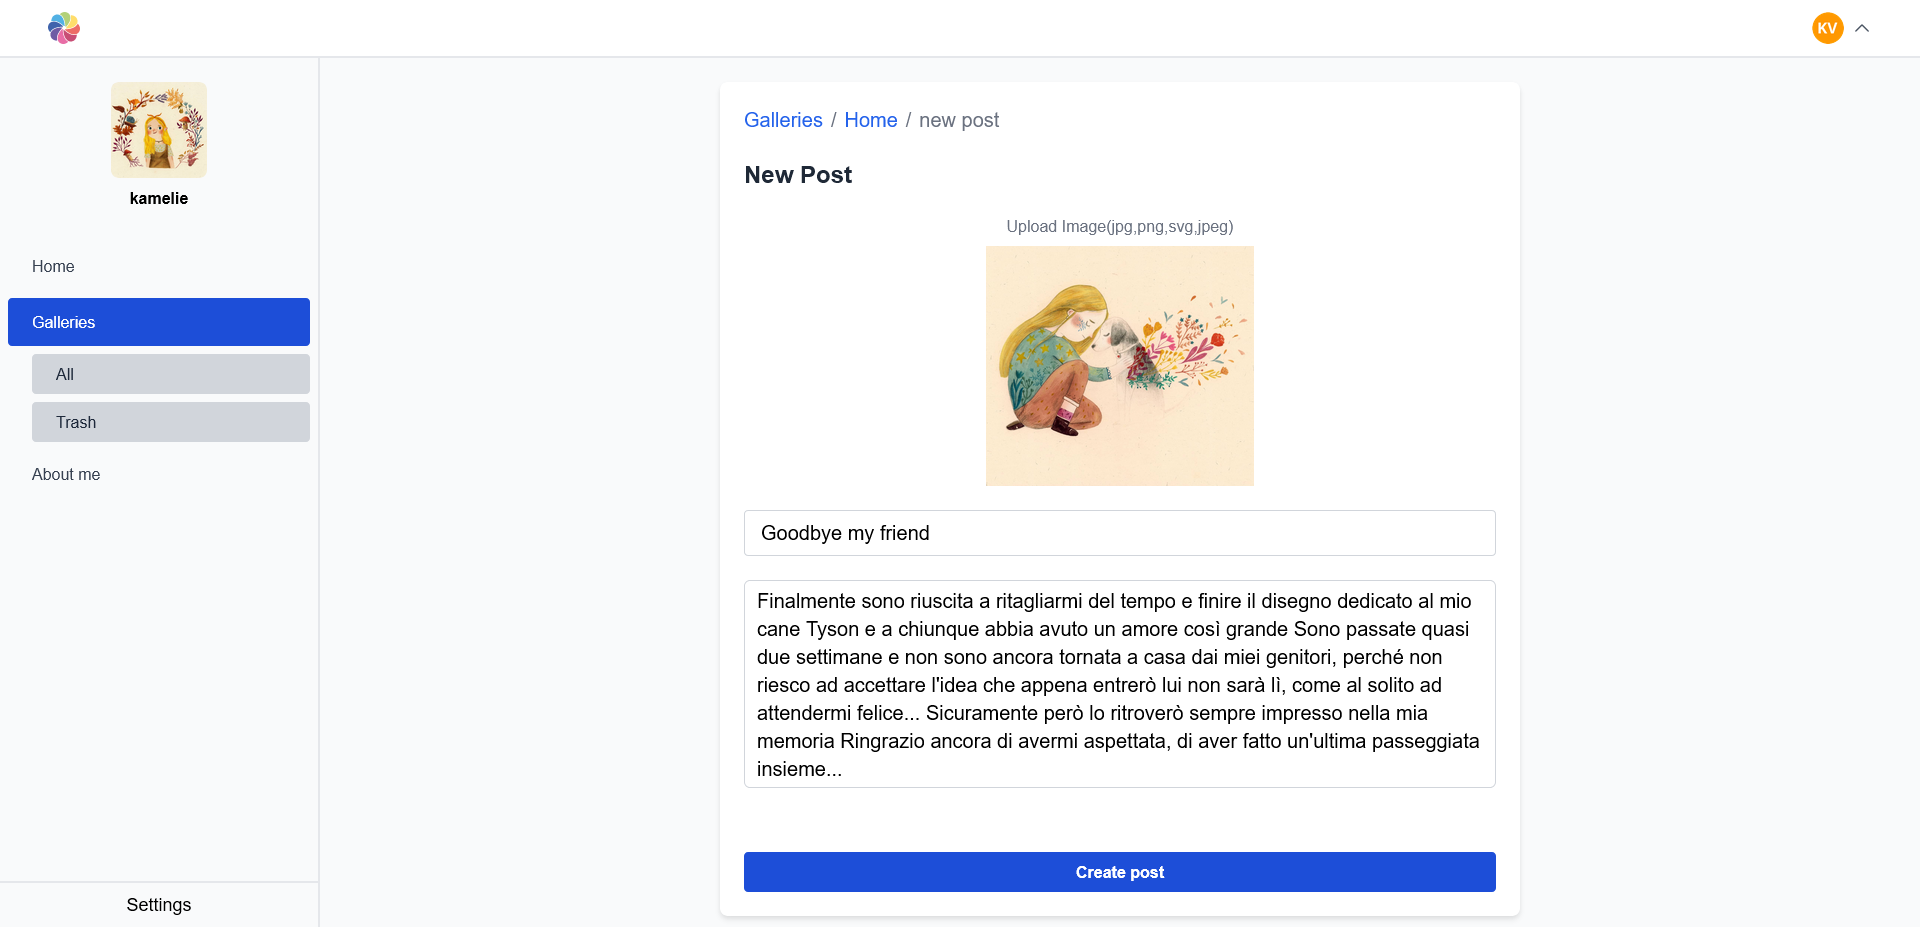 KV
kamelie
Home
Galleries
All
Trash
About me
Settings
Galleries / Home / new post
New Post
Upload Image(jpg,png,svg,jpeg)
Goodbye my friend
Finalmente sono riuscita a ritagliarmi del tempo e finire il disegno dedicato al mio
cane Tyson e a chiunque abbia avuto un amore così grande Sono passate quasi
due settimane e non sono ancora tornata a casa dai miei genitori, perché non
riesco ad accettare l'idea che appena entrerò lui non sarà lì, come al solito ad
attendermi felice... Sicuramente però lo ritroverò sempre impresso nella mia
memoria Ringrazio ancora di avermi aspettata, di aver fatto un'ultima passeggiata
insieme...
Create post